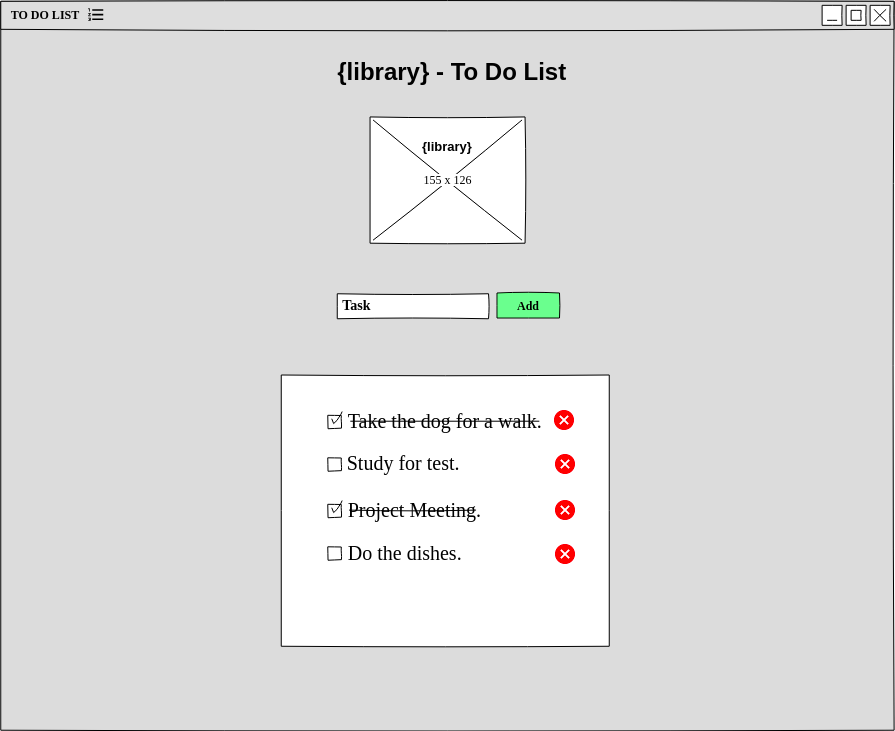 TO DO LIST
{library} - To Do List
{library}
155 x 126
Task
Add
Take the dog for a walk.
Study for test.
Project Meeting.
Do the dishes.